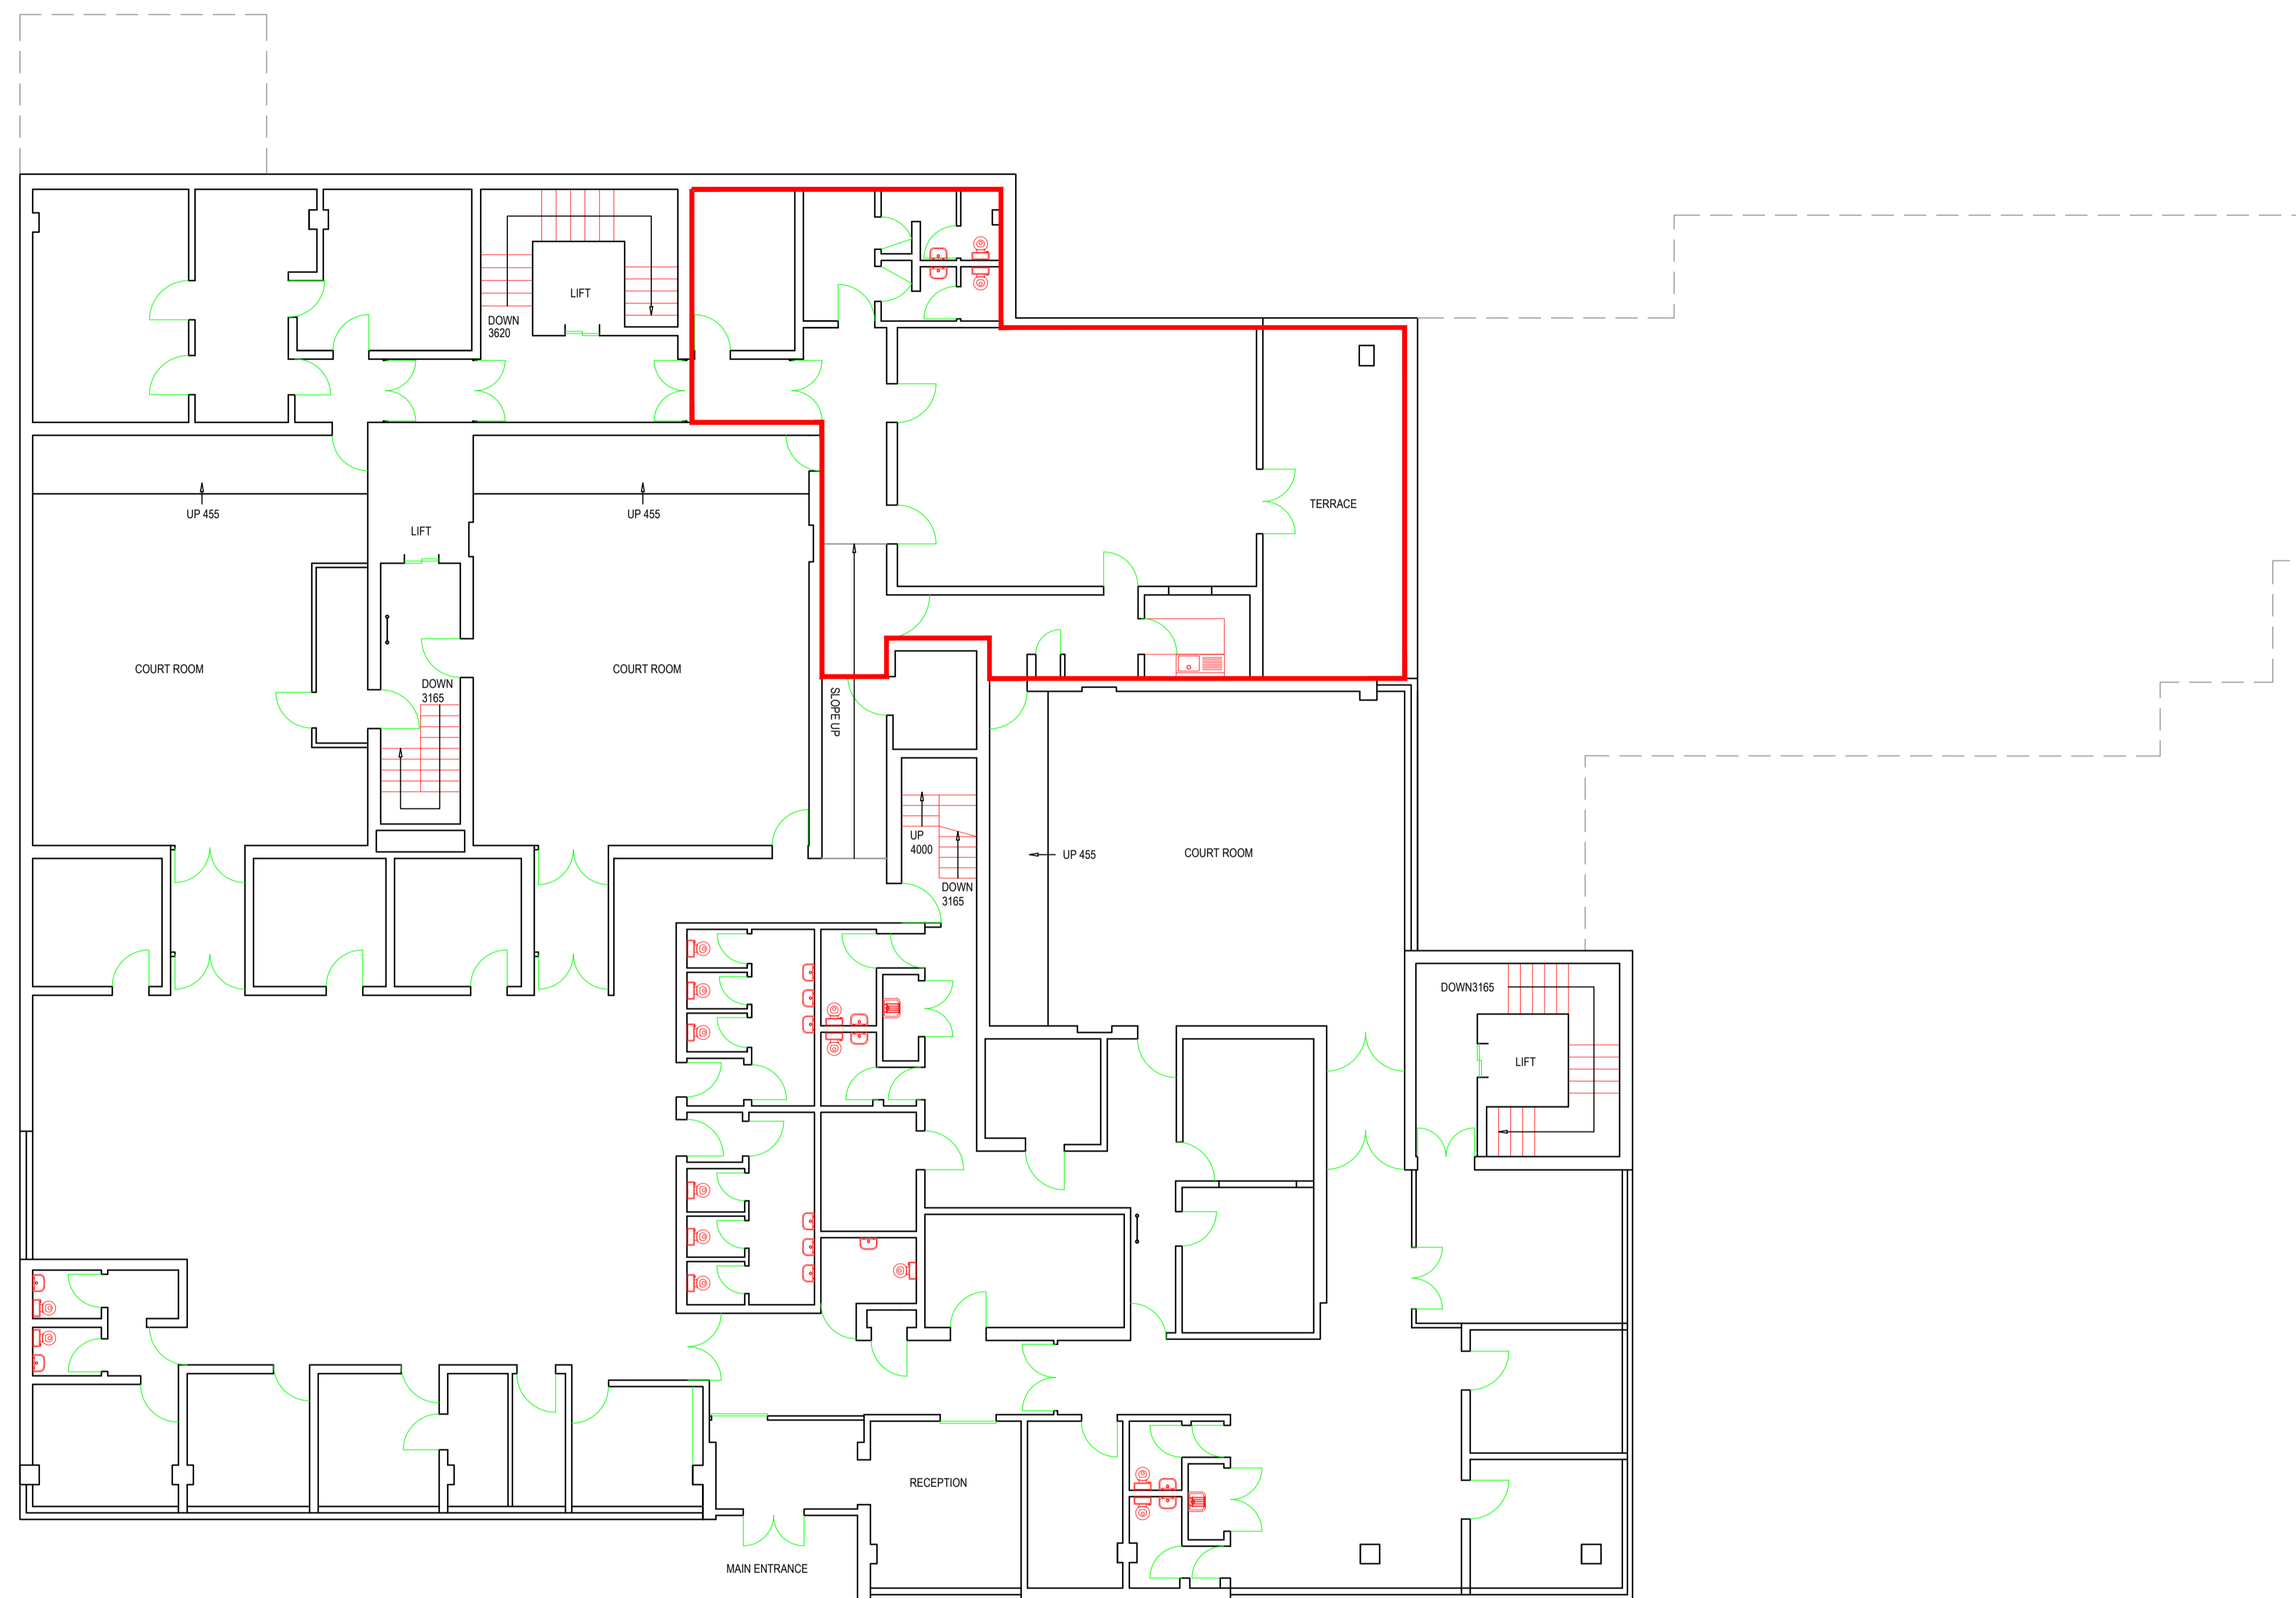 LIFT
DOWN
3620
UP 455
UP 455
TERRACE
LIFT
COURT ROOM
COURT ROOM
DOWN
3165
SLOPE UP
UP
4000
UP 455
COURT ROOM
DOWN
3165
DOWN3165
LIFT
RECEPTION
MAIN ENTRANCE